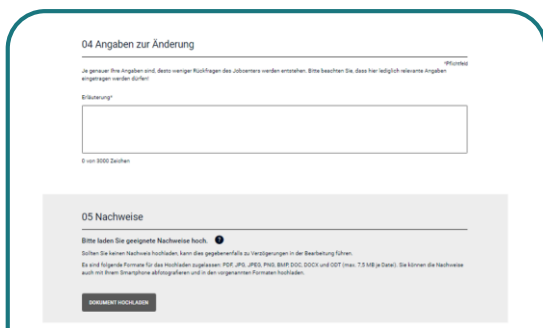 04 Angaben zur Änderung
*Pflichtfeld
Je genauer Ihre Angaben sind, desto weniger Rückfragen des Jobcenters werden entstehen. Bitte beachten Sie, dass hier lediglich relevante Angaben
eingetragen werden dürfen!
Erläuterung*
0 von 3000 Zeichen
05 Nachweise
Bitte laden Sie geeignete Nachweise hoch. ?
Sollten Sie keinen Nachweis hochladen, kann dies gegebenenfalls zu Verzögerungen in der Bearbeitung führen.
Es sind folgende Formate für das Hochladen zugelassen: PDF, JPG, JPEG, PNG, BMP, DOC, DOCX und ODT (max. 7,5 MB je Datei). Sie können die Nachweise
auch mit Ihrem Smartphone abfotografieren und in den vorgenannten Formaten hochladen.
DOKUMENT HOCHLADEN